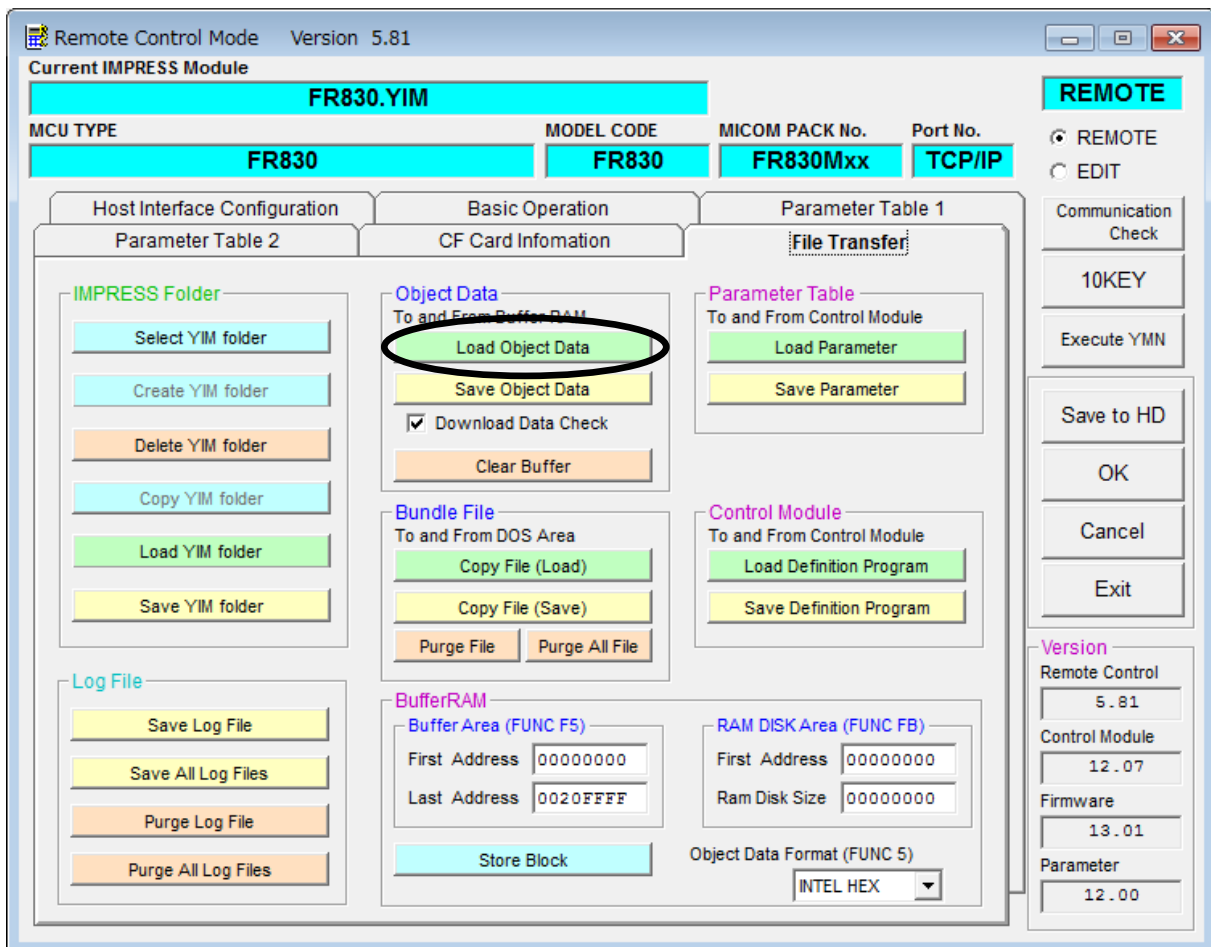 Remote Control Mode Version 5.81
Current IMPRESS Module
FR830.YIM
REMOTE
MCU TYPE MODEL CODE MICOM PACK No. Port No.
FR830 FR830 FR830Mxx TCP/IP
REMOTE
EDIT
Host Interface Configuration Basic Operation Parameter Table 1
Parameter Table 2 CF Card Infomation File Transfer
Communication
Check
10KEY
Execute YMN
Save to HD
OK
Cancel
Exit
IMPRESS Folder
Select YIM folder
Create YIM folder
Delete YIM folder
Copy YIM folder
Load YIM folder
Save YIM folder
Object Data
To and From Buffer RAM
Load Object Data
Save Object Data
Download Data Check
Clear Buffer
Parameter Table
To and From Control Module
Load Parameter
Save Parameter
Bundle File
To and From DOS Area
Copy File (Load)
Copy File (Save)
Purge File Purge All File
Control Module
To and From Control Module
Load Definition Program
Save Definition Program
Log File
Save Log File
Save All Log Files
Purge Log File
Purge All Log Files
BufferRAM
Buffer Area (FUNC F5)
First Address 00000000
Last Address 0020FFFF
RAM DISK Area (FUNC FB)
First Address 00000000
Ram Disk Size 00000000
Store Block
Object Data Format (FUNC 5)
INTEL HEX
Version
Remote Control
5.81
Control Module
12.07
Firmware
13.01
Parameter
12.00